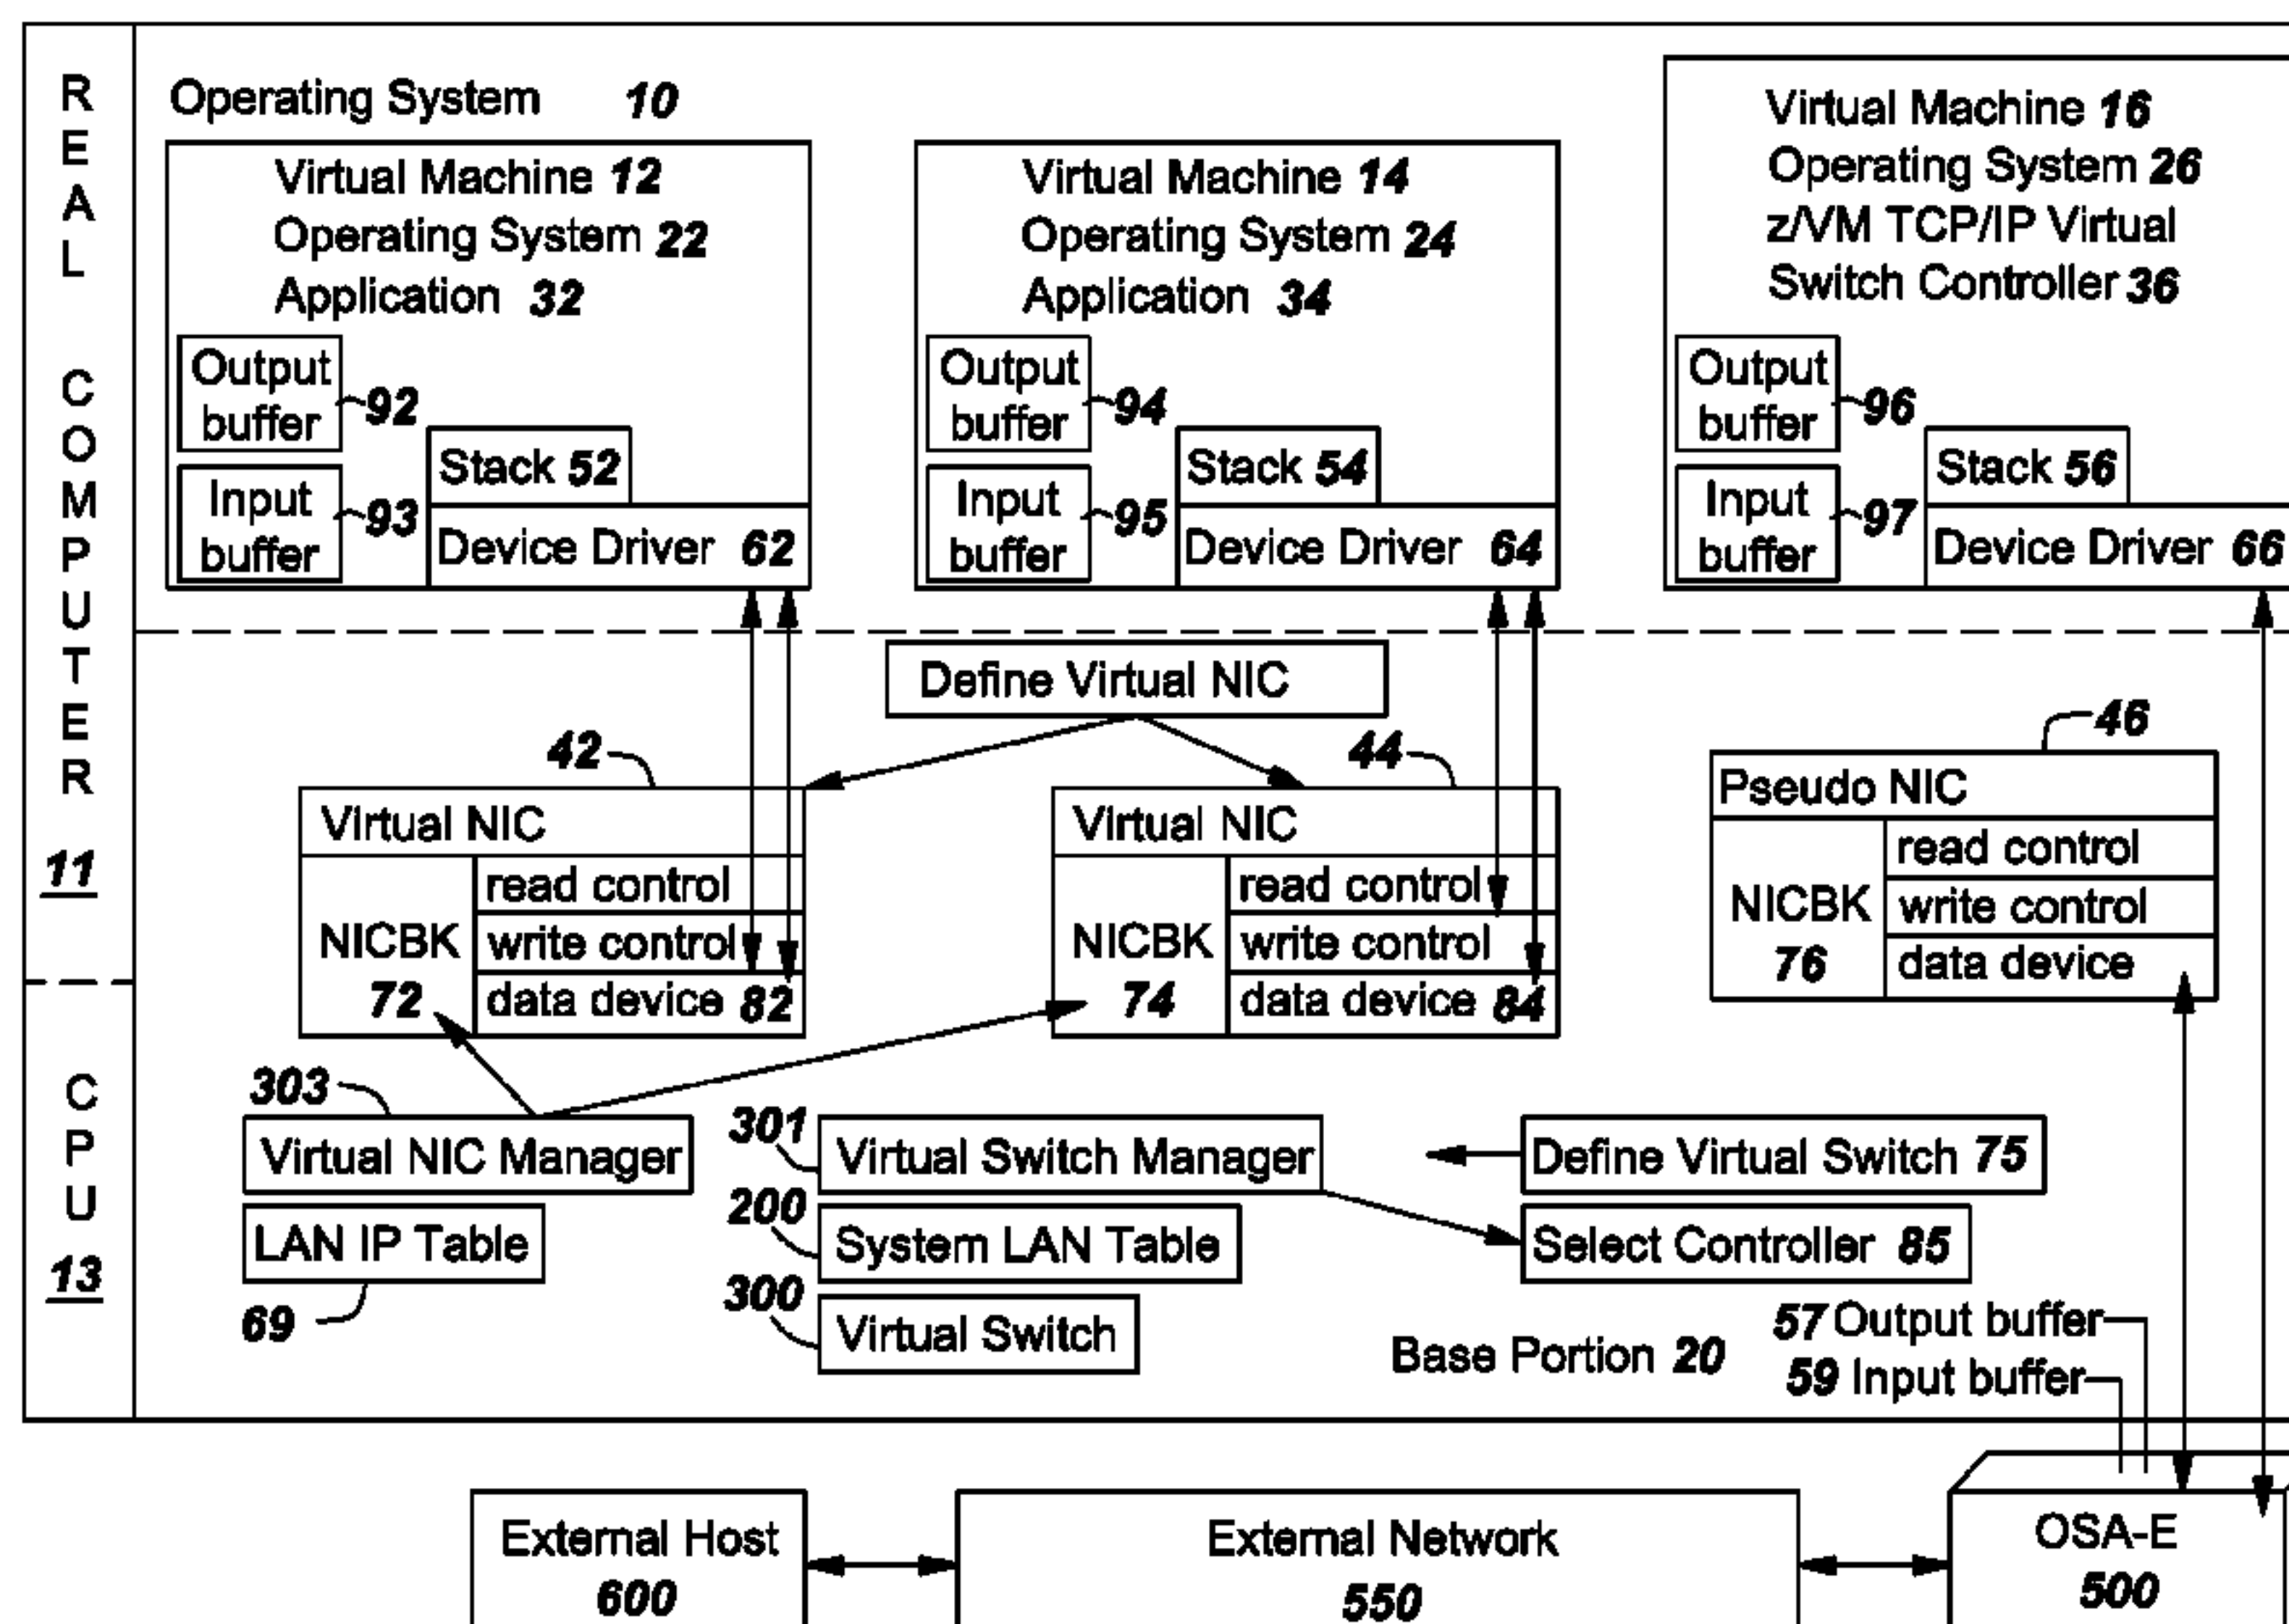 REAL COMPUTER
11
CPU
13
Operating System 10
Virtual Machine 12
Operating System 22
Application 32
Output
buffer
92
Input
buffer
93
Stack 52
Device Driver 62
Virtual Machine 14
Operating System 24
Application 34
Output
buffer
94
Input
buffer
95
Stack 54
Device Driver 64
Virtual Machine 16
Operating System 26
z/VM TCP/IP Virtual
Switch Controller 36
Output
buffer
96
Input
buffer
97
Stack 56
Device Driver 66
Define Virtual NIC
42
Virtual NIC
NICBK
72
read control
write control
data device 82
44
Virtual NIC
NICBK
74
read control
write control
data device 84
46
Pseudo NIC
NICBK
76
read control
write control
data device
303
Virtual NIC Manager
LAN IP Table
69
301
Virtual Switch Manager
200
System LAN Table
300
Virtual Switch
Define Virtual Switch 75
Select Controller 85
Base Portion 20
57 Output buffer
59 Input buffer
External Host
600
External Network
550
OSA-E
500